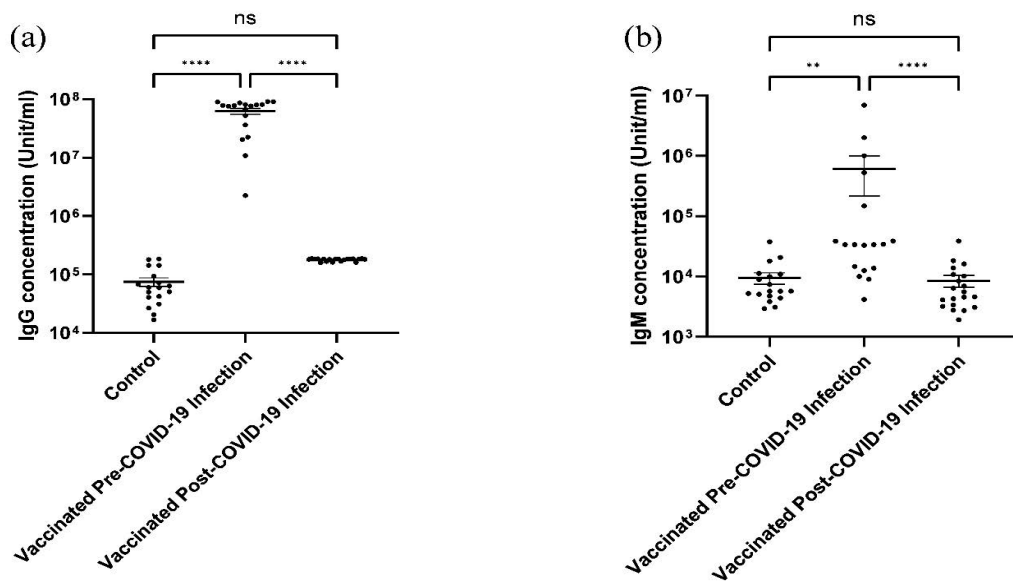 (a)
ns
**** ****
IgG concentration (Unit/ml)
10⁸
10⁷
10⁶
10⁵
10⁴
Control
Vaccinated Pre-COVID-19 Infection
Vaccinated Post-COVID-19 Infection
(b)
ns
** ****
IgM concentration (Unit/ml)
10⁷
10⁶
10⁵
10⁴
10³
Control
Vaccinated Pre-COVID-19 Infection
Vaccinated Post-COVID-19 Infection